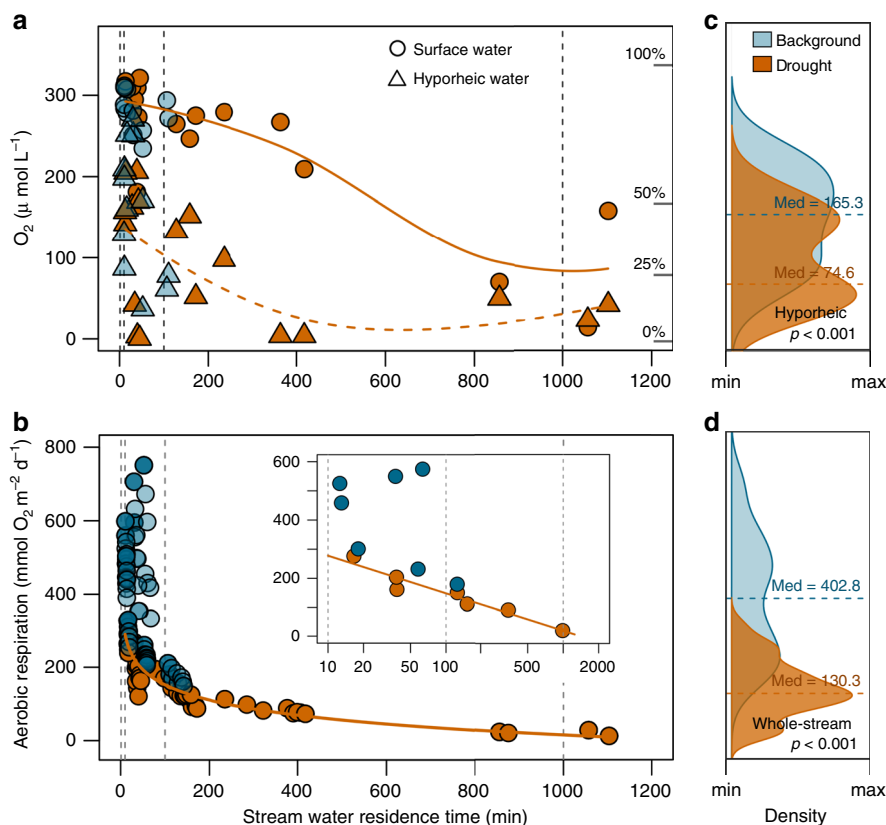 a
O₂ (μ mol L⁻¹)
300
200
100
0
Surface water
Hyporheic water
100%
50%
25%
0%
0 200 400 600 800 1000 1200
c
Background
Drought
Med = 165.3
Med = 74.6
Hyporheic
p < 0.001
min max
b
Aerobic respiration (mmol O₂ m⁻² d⁻¹)
800
600
400
200
0
600
400
200
0
10 20 50 100 500 2000
0 200 400 600 800 1000 1200
Stream water residence time (min)
d
Med = 402.8
Med = 130.3
Whole-stream
p < 0.001
min max
Density